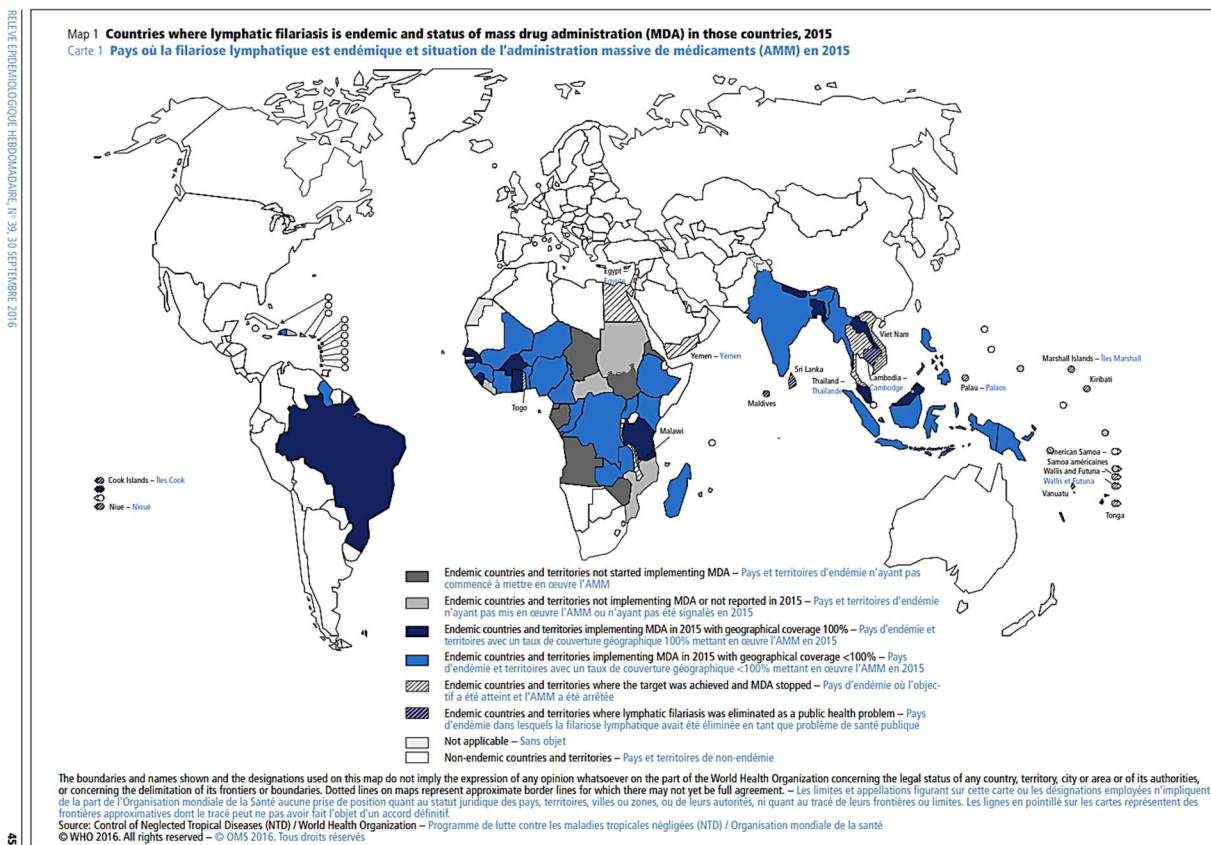 RELEVE EPIDEMIOLOGIQUE HEBDOMADAIRE, N° 39, 30 SEPTEMBRE 2016
Map 1 Countries where lymphatic filariasis is endemic and status of mass drug administration (MDA) in those countries, 2015
Carte 1 Pays où la filariose lymphatique est endémique et situation de l'administration massive de médicaments (AMM) en 2015
Egypt –
Egypte
Yemen – Yémen
Viet Nam
Sri Lanka
Thailand –
Thaïlande
Cambodia –
Cambodge
Maldives
Palau – Palaos
Marshall Islands – Îles Marshall
Kiribati
Togo
Malawi
American Samoa –
Samoa américaines
Wallis and Futuna –
Wallis et Futuna
Vanuatu
Tonga
Cook Islands – Îles Cook
Niue – Nioué
Endemic countries and territories not started implementing MDA – Pays et territoires d'endémie n'ayant pas
commencé à mettre en œuvre l'AMM
Endemic countries and territories not implementing MDA or not reported in 2015 – Pays et territoires d'endémie
n'ayant pas mis en œuvre l'AMM ou n'ayant pas été signalés en 2015
Endemic countries and territories implementing MDA in 2015 with geographical coverage 100% – Pays d'endémie et
territoires avec un taux de couverture géographique 100% mettant en œuvre l'AMM en 2015
Endemic countries and territories implementing MDA in 2015 with geographical coverage <100% – Pays
d'endémie et territoires avec un taux de couverture géographique <100% mettant en œuvre l'AMM en 2015
Endemic countries and territories where the target was achieved and MDA stopped – Pays d'endémie où l'objec-
tif a été atteint et l'AMM a été arrêtée
Endemic countries and territories where lymphatic filariasis was eliminated as a public health problem – Pays
d'endémie dans lesquels la filariose lymphatique avait été éliminée en tant que problème de santé publique
Not applicable – Sans objet
Non-endemic countries and territories – Pays et territoires de non-endémie
The boundaries and names shown and the designations used on this map do not imply the expression of any opinion whatsoever on the part of the World Health Organization concerning the legal status of any country, territory, city or area or of its authorities,
or concerning the delimitation of its frontiers or boundaries. Dotted lines on maps represent approximate border lines for which there may not yet be full agreement. – Les limites et appellations figurant sur cette carte ou les désignations employées n'impliquent
de la part de l'Organisation mondiale de la Santé aucune prise de position quant au statut juridique des pays, territoires, villes ou zones, ou de leurs autorités, ni quant au tracé de leurs frontières ou limites. Les lignes en pointillé sur les cartes représentent des
frontières approximatives dont le tracé peut ne pas avoir fait l'objet d'un accord définitif.
Source: Control of Neglected Tropical Diseases (NTD) / World Health Organization – Programme de lutte contre les maladies tropicales négligées (NTD) / Organisation mondiale de la santé
© WHO 2016. All rights reserved – © OMS 2016. Tous droits réservés